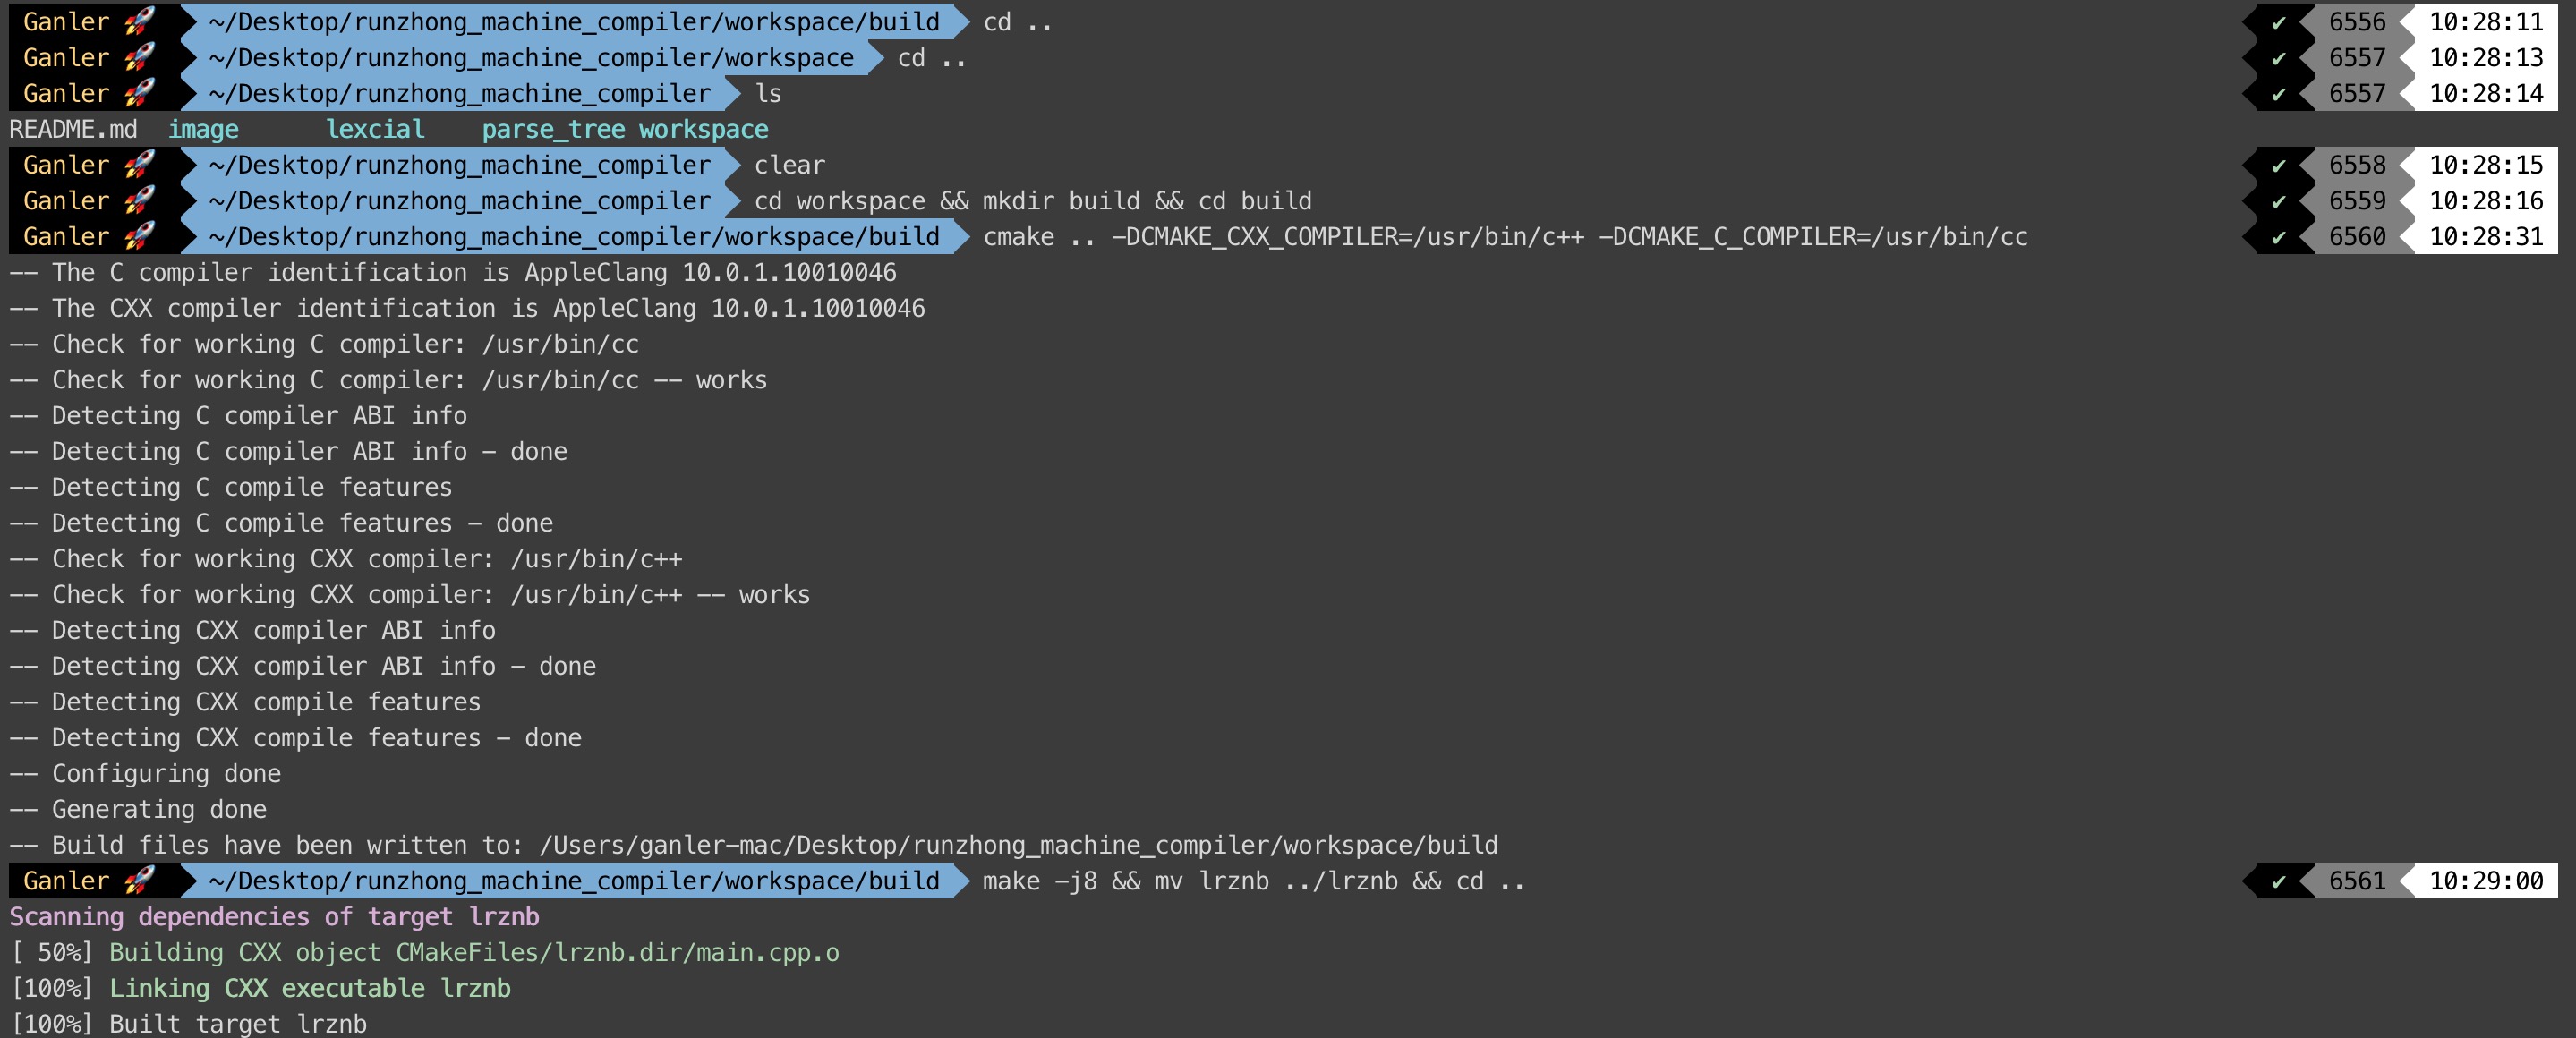 Ganler 🚀 ~/Desktop/runzhong_machine_compiler/workspace/build cd .. ✔ 6556 10:28:11
Ganler 🚀 ~/Desktop/runzhong_machine_compiler/workspace cd .. ✔ 6557 10:28:13
Ganler 🚀 ~/Desktop/runzhong_machine_compiler ls ✔ 6557 10:28:14
README.md image lexcial parse_tree workspace
Ganler 🚀 ~/Desktop/runzhong_machine_compiler clear ✔ 6558 10:28:15
Ganler 🚀 ~/Desktop/runzhong_machine_compiler cd workspace && mkdir build && cd build ✔ 6559 10:28:16
Ganler 🚀 ~/Desktop/runzhong_machine_compiler/workspace/build cmake .. -DCMAKE_CXX_COMPILER=/usr/bin/c++ -DCMAKE_C_COMPILER=/usr/bin/cc ✔ 6560 10:28:31
-- The C compiler identification is AppleClang 10.0.1.10010046
-- The CXX compiler identification is AppleClang 10.0.1.10010046
-- Check for working C compiler: /usr/bin/cc
-- Check for working C compiler: /usr/bin/cc -- works
-- Detecting C compiler ABI info
-- Detecting C compiler ABI info - done
-- Detecting C compile features
-- Detecting C compile features - done
-- Check for working CXX compiler: /usr/bin/c++
-- Check for working CXX compiler: /usr/bin/c++ -- works
-- Detecting CXX compiler ABI info
-- Detecting CXX compiler ABI info - done
-- Detecting CXX compile features
-- Detecting CXX compile features - done
-- Configuring done
-- Generating done
-- Build files have been written to: /Users/ganler-mac/Desktop/runzhong_machine_compiler/workspace/build
Ganler 🚀 ~/Desktop/runzhong_machine_compiler/workspace/build make -j8 && mv lrznb ../lrznb && cd .. ✔ 6561 10:29:00
Scanning dependencies of target lrznb
[ 50%] Building CXX object CMakeFiles/lrznb.dir/main.cpp.o
[100%] Linking CXX executable lrznb
[100%] Built target lrznb